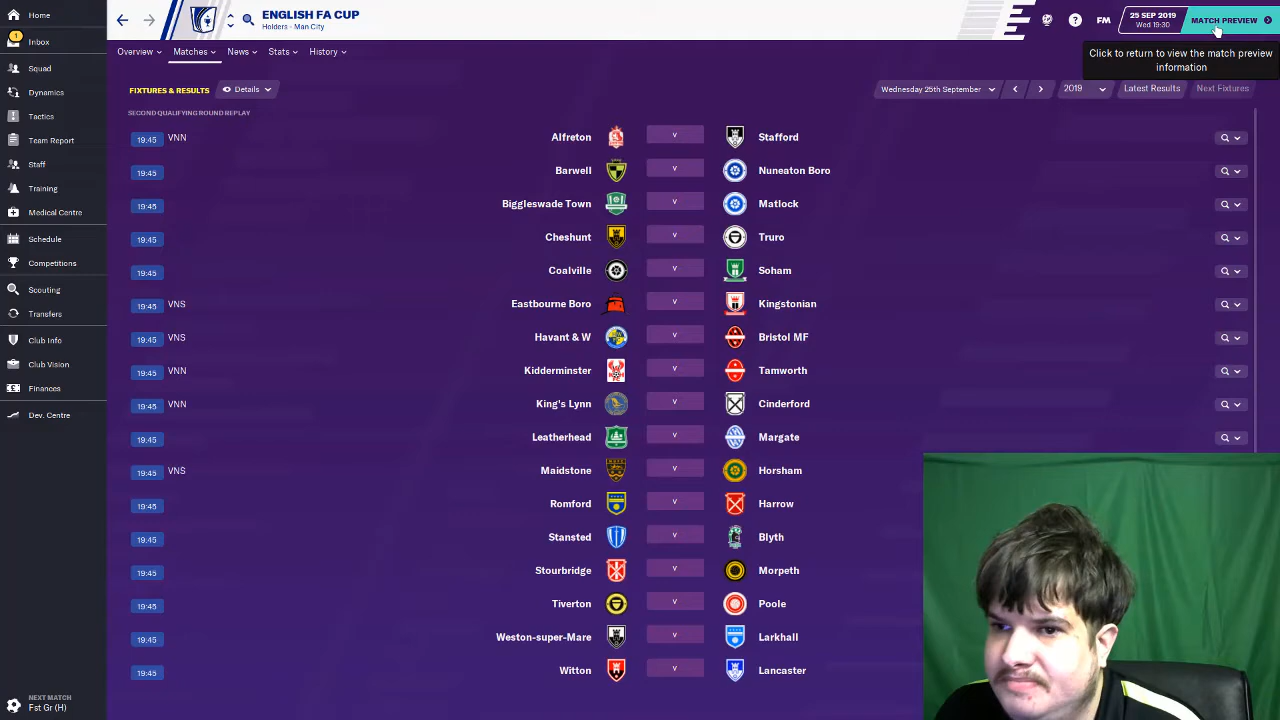 ENGLISH FA CUP
Holders - Man City
FM
25 SEP 2019
Wed 19:30
MATCH PREVIEW
Click to return to view the match preview
information
Overview
Matches
News
Stats
History
FIXTURES & RESULTS
Details
Wednesday 25th September
2019
Latest Results
Next Fixtures
SECOND QUALIFYING ROUND REPLAY
19:45 VNN Alfreton v Stafford
19:45 Barwell v Nuneaton Boro
19:45 Biggleswade Town v Matlock
19:45 Cheshunt v Truro
19:45 Coalville v Soham
19:45 VNS Eastbourne Boro v Kingstonian
19:45 VNS Havant & W v Bristol MF
19:45 VNN Kidderminster v Tamworth
19:45 VNN King's Lynn v Cinderford
19:45 Leatherhead v Margate
19:45 VNS Maidstone v Horsham
19:45 Romford v Harrow
19:45 Stansted v Blyth
19:45 Stourbridge v Morpeth
19:45 Tiverton v Poole
19:45 Weston-super-Mare v Larkhall
19:45 Witton v Lancaster
1
Inbox
Squad
Dynamics
Tactics
Team Report
Staff
Training
Medical Centre
Schedule
Competitions
Scouting
Transfers
Club Info
Club Vision
Finances
Dev. Centre
NEXT MATCH
Fst Gr (H)